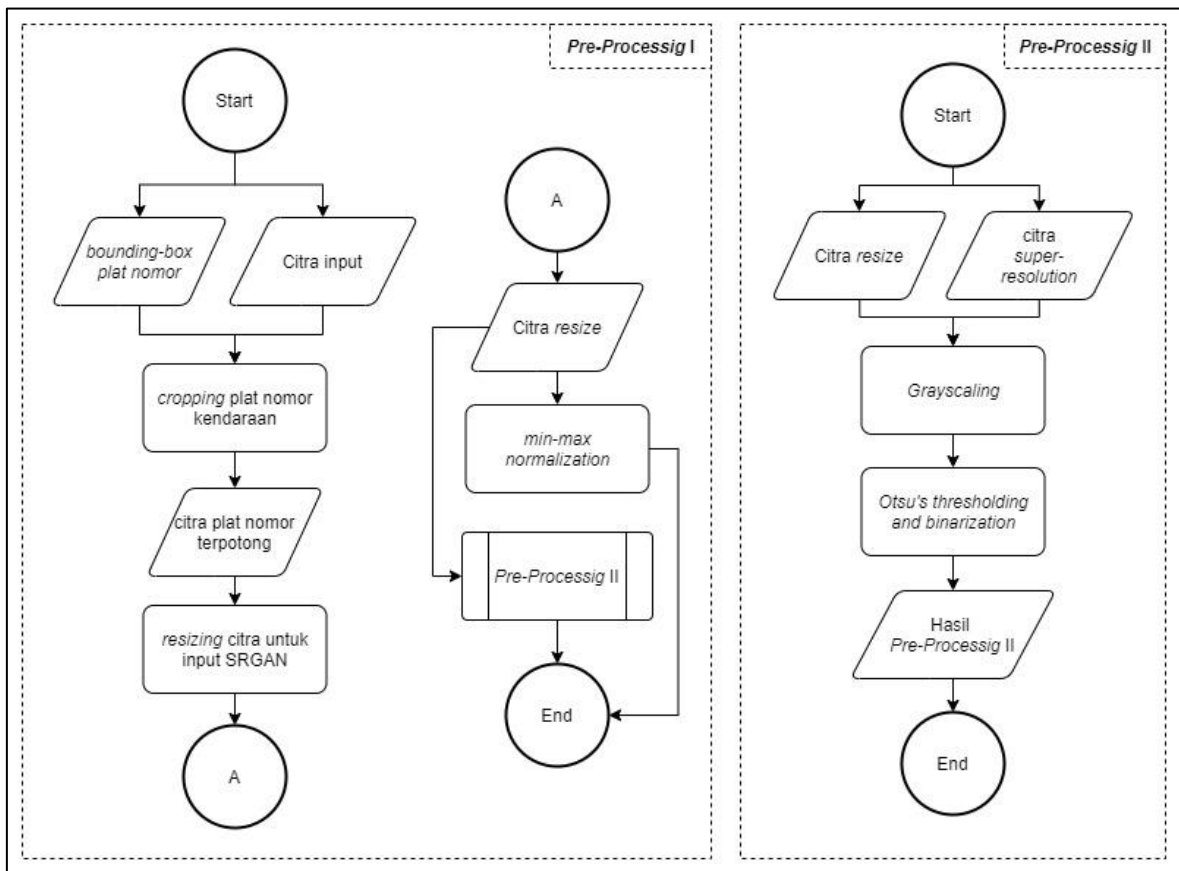 Pre-Processig I
Start
bounding-box
plat nomor
Citra input
cropping plat nomor
kendaraan
citra plat nomor
terpotong
resizing citra untuk
input SRGAN
A
A
Citra resize
min-max
normalization
Pre-Processig II
End
Pre-Processig II
Start
Citra resize
citra
super-
resolution
Grayscaling
Otsu's thresholding
and binarization
Hasil
Pre-Processig II
End